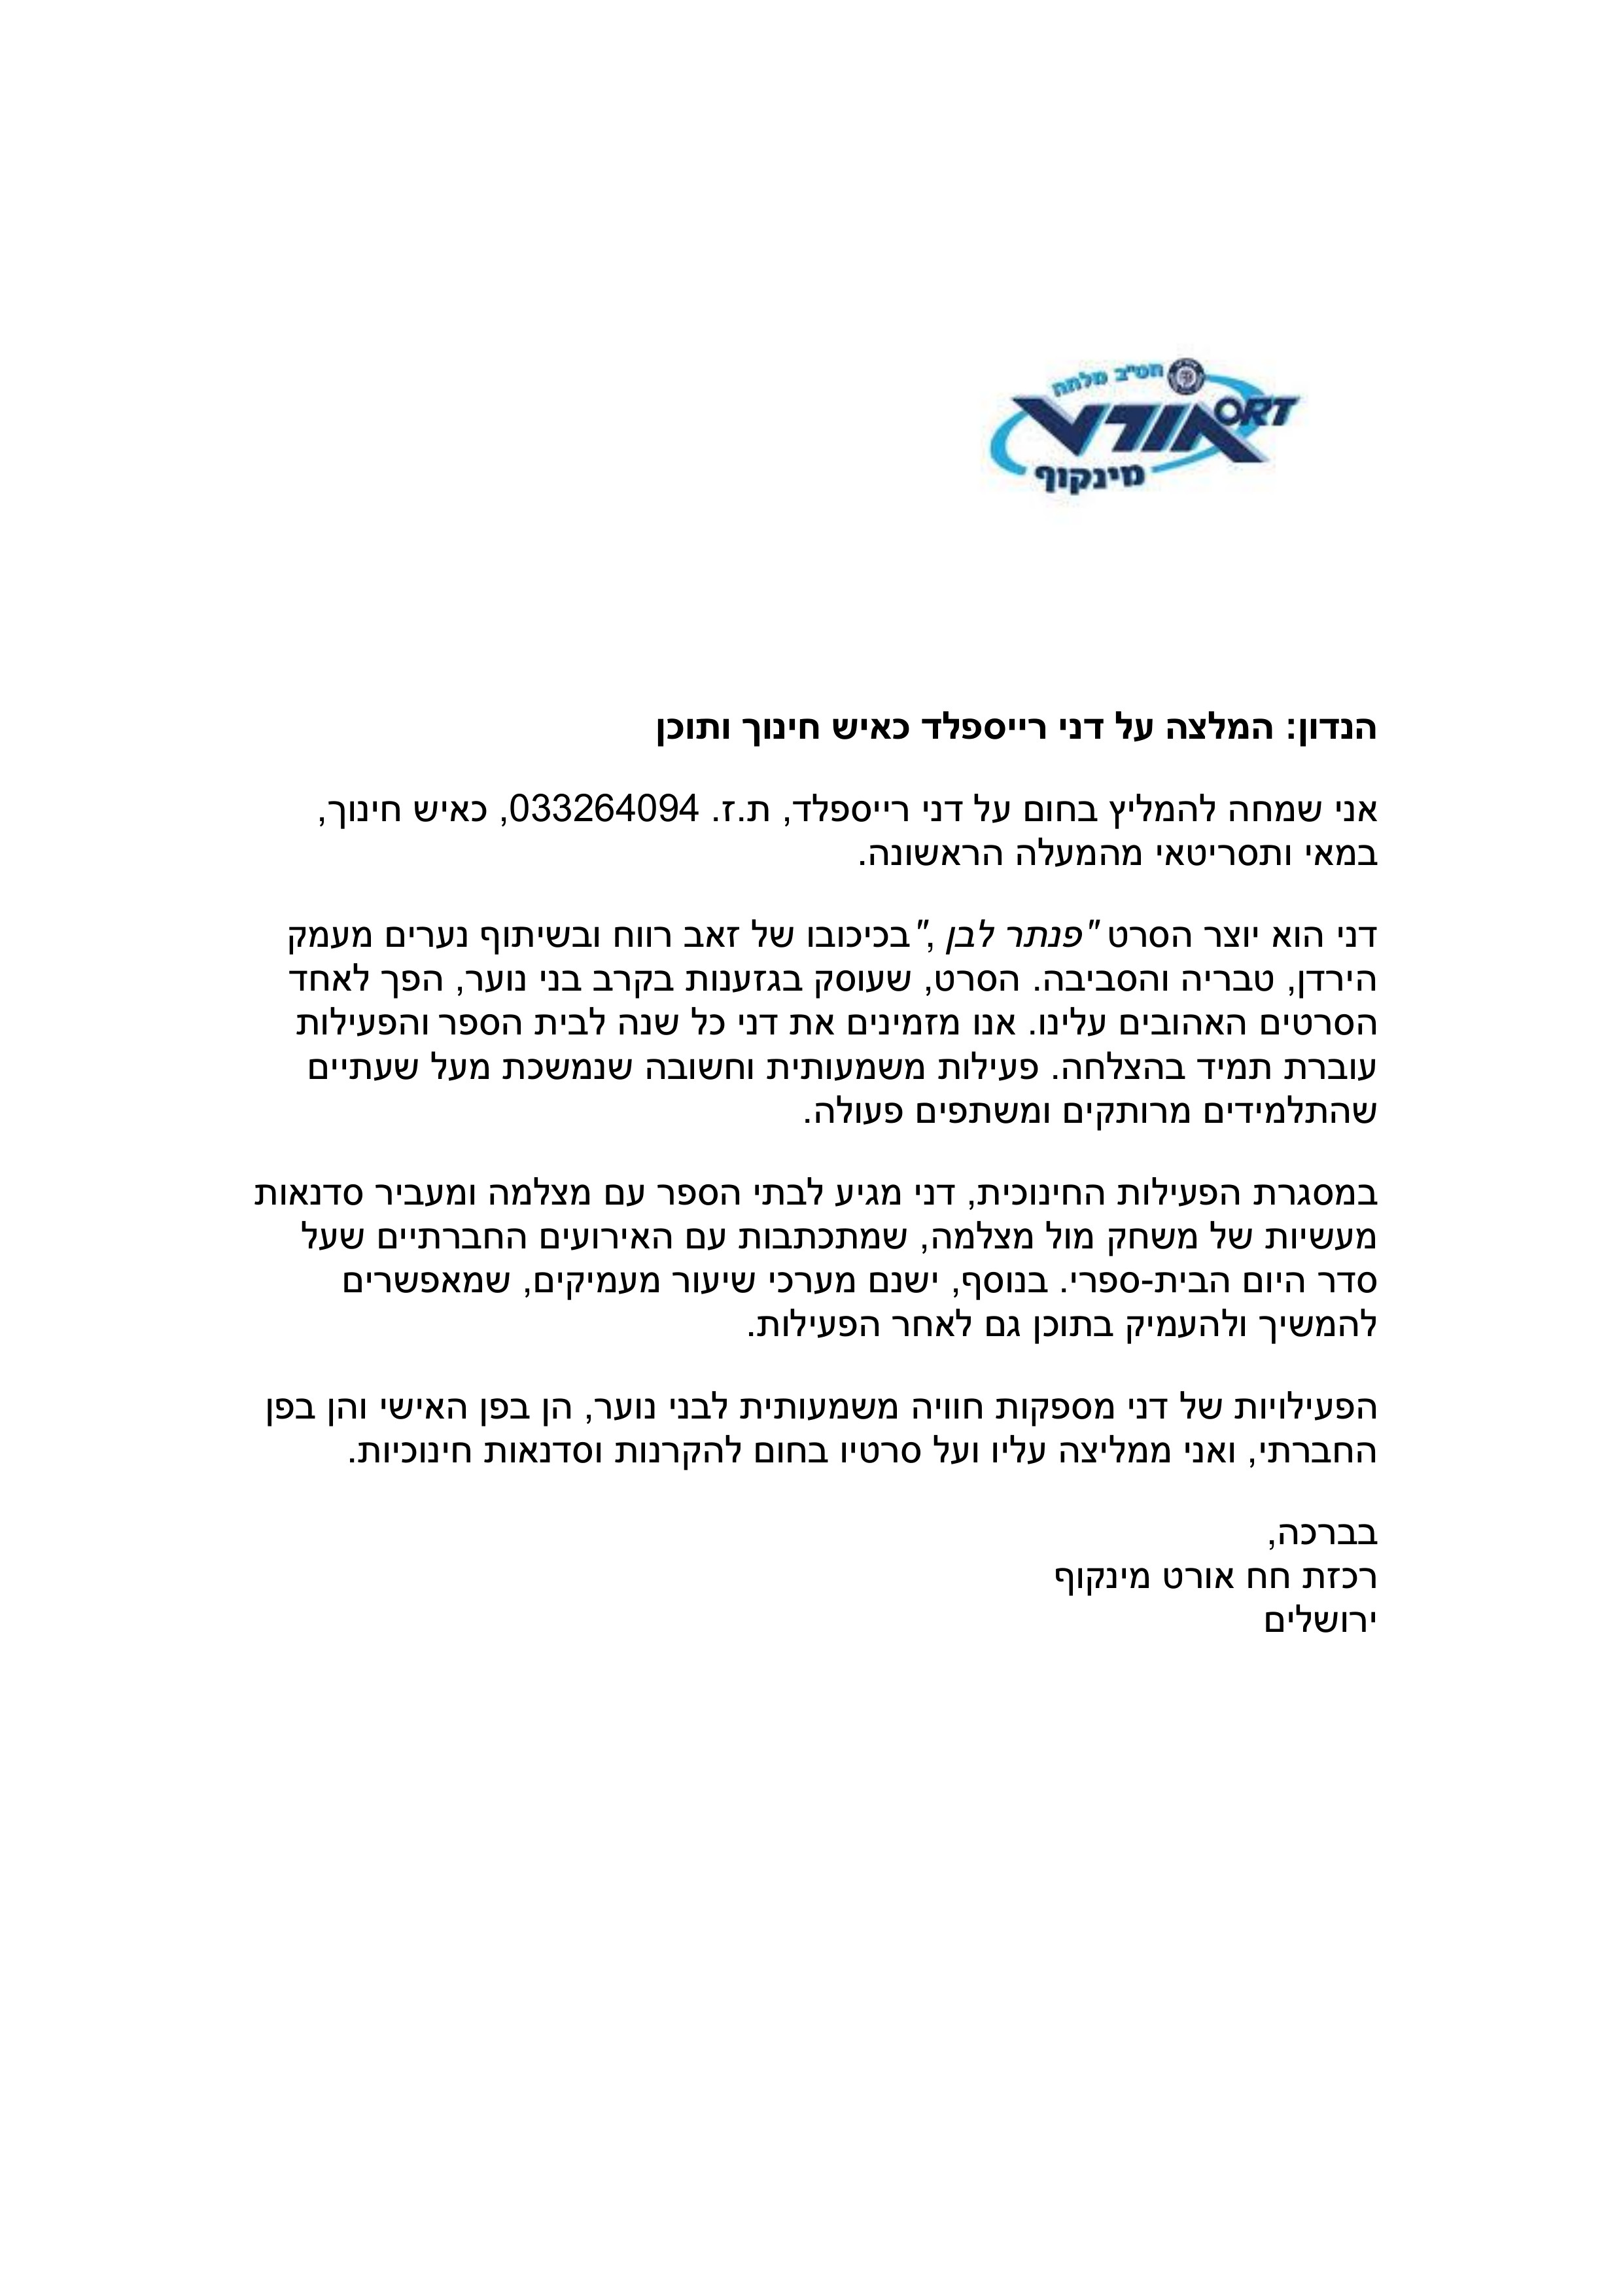 חט"ב מלחה
אורט ORT
מינקוף
הנדון: המלצה על דני רייספלד כאיש חינוך ותוכן
אני שמחה להמליץ בחום על דני רייספלד, ת.ז. 033264094, כאיש חינוך,
במאי ותסריטאי מהמעלה הראשונה.
דני הוא יוצר הסרט "פנתר לבן ," בכיכובו של זאב רווח ובשיתוף נערים מעמק
הירדן, טבריה והסביבה. הסרט, שעוסק בגזענות בקרב בני נוער, הפך לאחד
הסרטים האהובים עלינו. אנו מזמינים את דני כל שנה לבית הספר והפעילות
עוברת תמיד בהצלחה. פעילות משמעותית וחשובה שנמשכת מעל שעתיים
שהתלמידים מרותקים ומשתפים פעולה.
במסגרת הפעילות החינוכית, דני מגיע לבתי הספר עם מצלמה ומעביר סדנאות
מעשיות של משחק מול מצלמה, שמתכתבות עם האירועים החברתיים שעל
סדר היום הבית-ספרי. בנוסף, ישנם מערכי שיעור מעמיקים, שמאפשרים
להמשיך ולהעמיק בתוכן גם לאחר הפעילות.
הפעילויות של דני מספקות חוויה משמעותית לבני נוער, הן בפן האישי והן בפן
החברתי, ואני ממליצה עליו ועל סרטיו בחום להקרנות וסדנאות חינוכיות.
בברכה,
רכזת חח אורט מינקוף
ירושלים